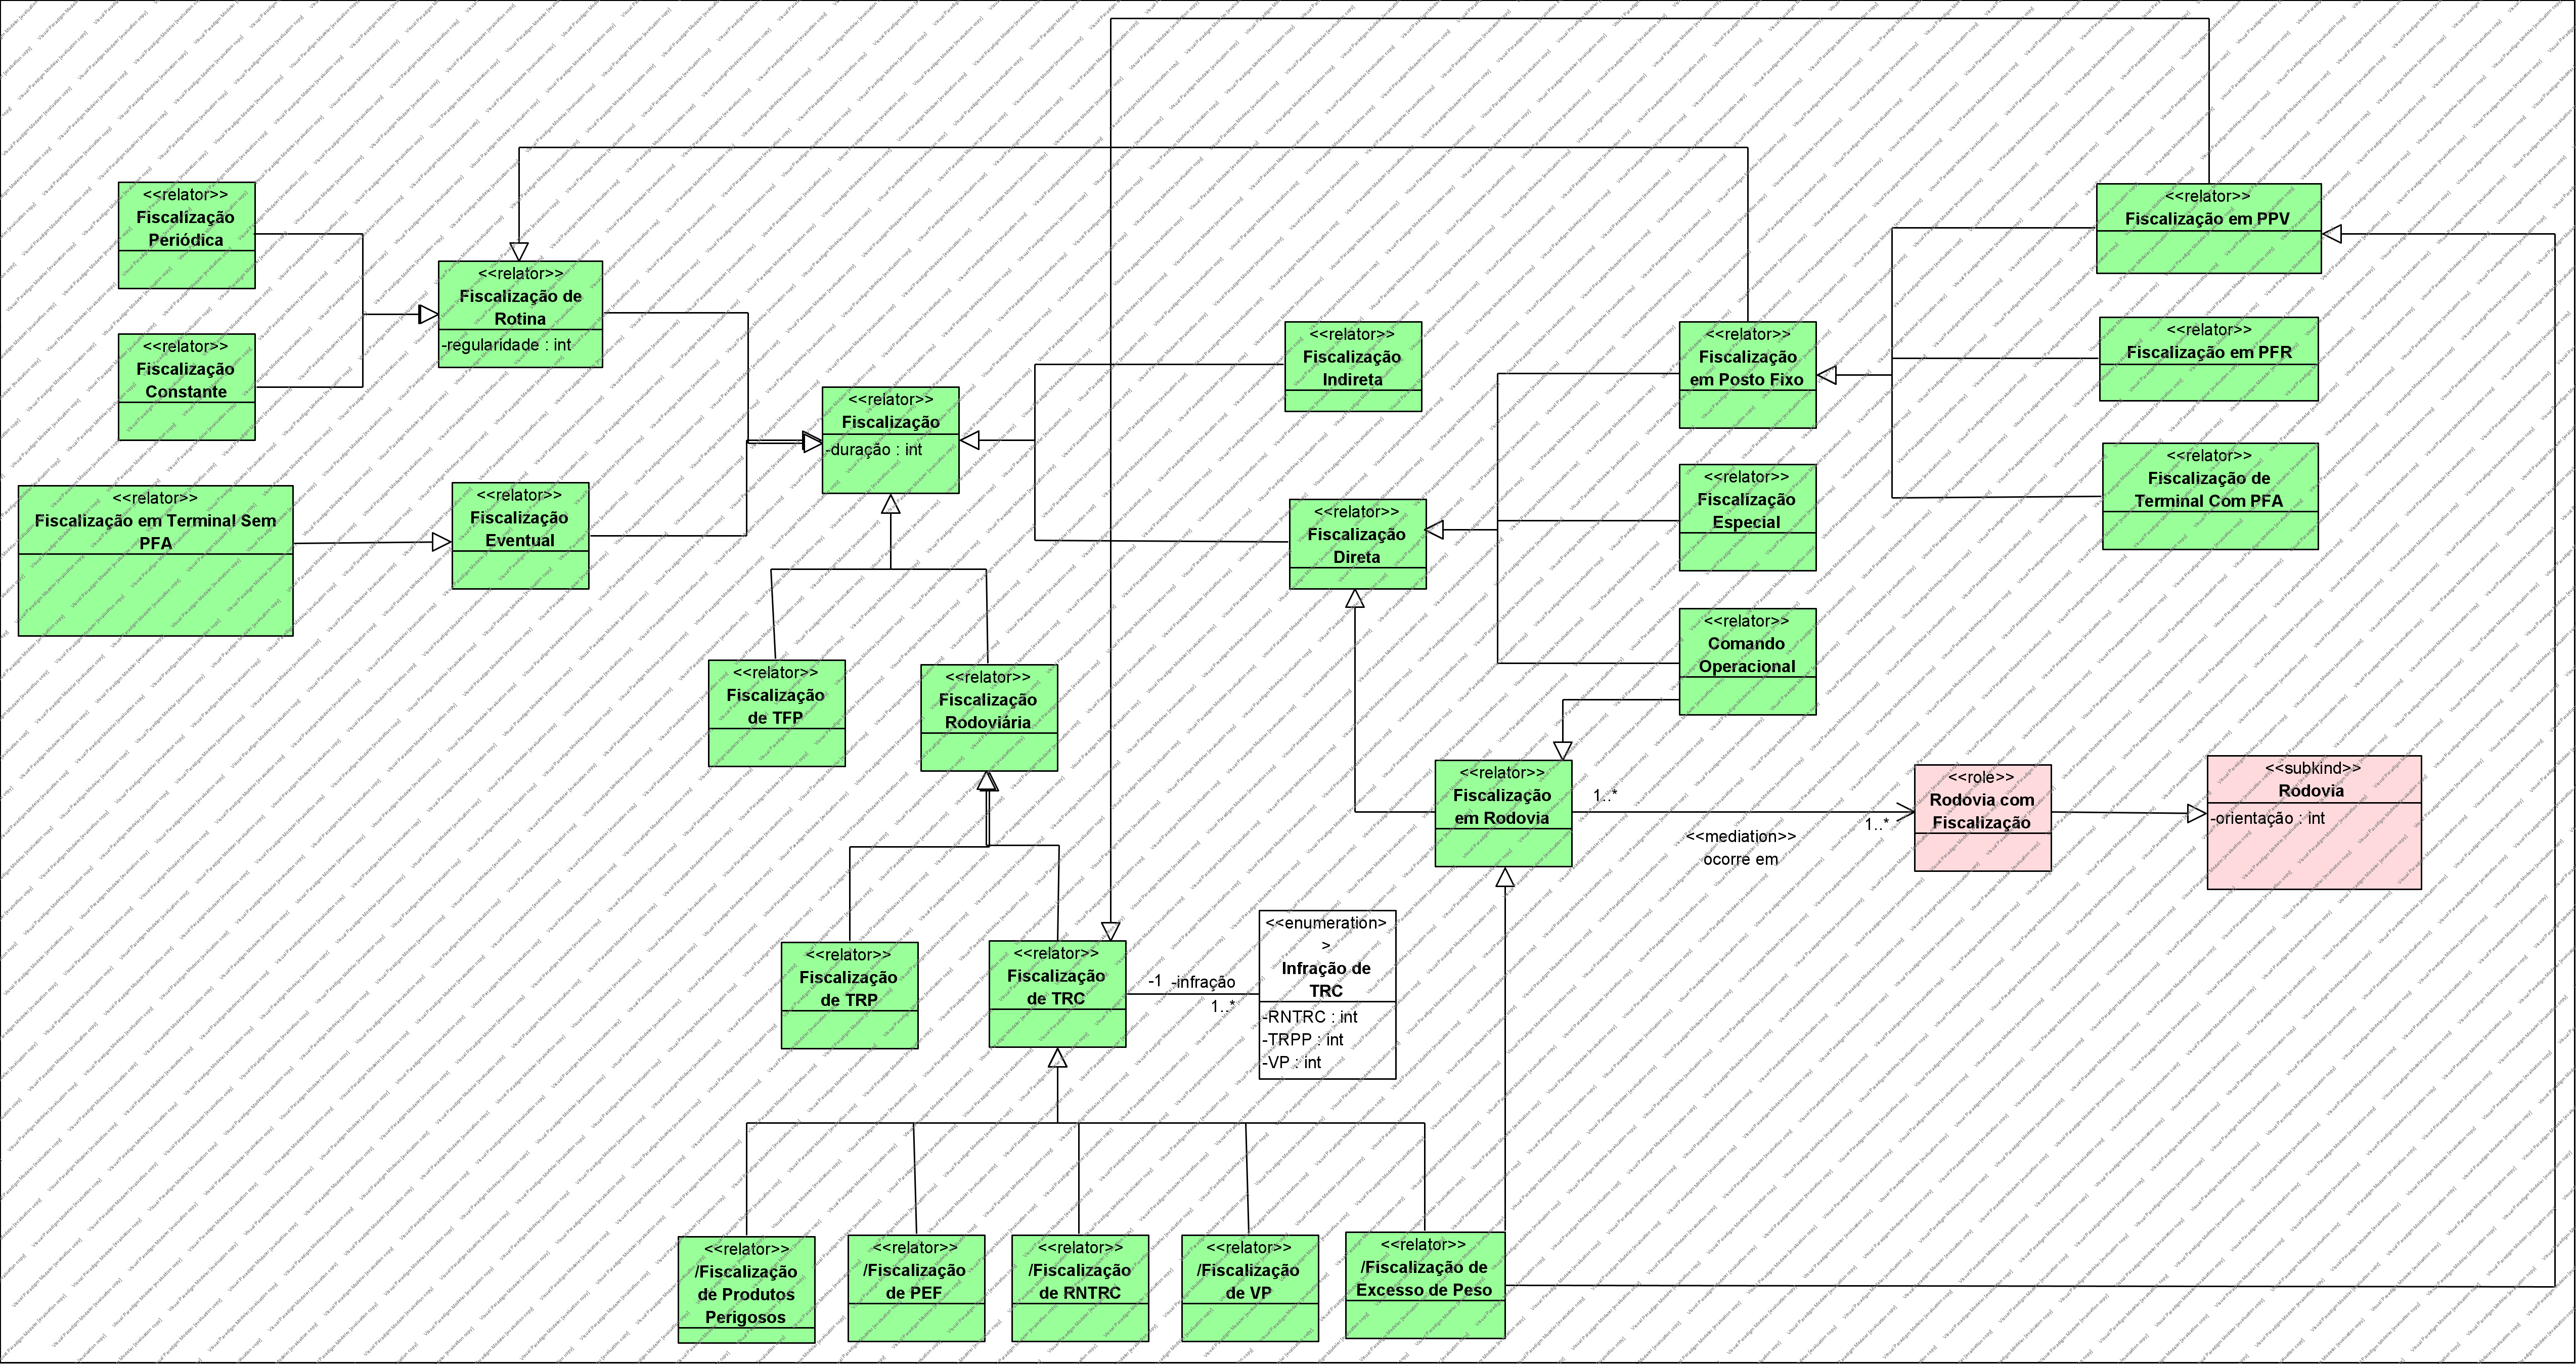 <<relator>>
Fiscalização
Periódica
<<relator>>
Fiscalização
Constante
<<relator>>
Fiscalização de
Rotina
-regularidade : int
<<relator>>
Fiscalização em Terminal Sem
PFA
<<relator>>
Fiscalização
Eventual
<<relator>>
Fiscalização
-duração : int
<<relator>>
Fiscalização
Indireta
<<relator>>
Fiscalização
Direta
<<relator>>
Fiscalização
em Posto Fixo
<<relator>>
Fiscalização
Especial
<<relator>>
Comando
Operacional
<<relator>>
Fiscalização em PPV
<<relator>>
Fiscalização em PFR
<<relator>>
Fiscalização de
Terminal Com PFA
<<relator>>
Fiscalização
de TFP
<<relator>>
Fiscalização
Rodoviária
<<relator>>
Fiscalização
em Rodovia
1..*
1..*
<<mediation>>
ocorre em
<<role>>
Rodovia com
Fiscalização
<<subkind>>
Rodovia
-orientação : int
<<relator>>
Fiscalização
de TRP
<<relator>>
Fiscalização
de TRC
-1 -infração
1..*
<<enumeration>
>
Infração de
TRC
-RNTRC : int
-TRPP : int
-VP : int
<<relator>>
/Fiscalização
de Produtos
Perigosos
<<relator>>
/Fiscalização
de PEF
<<relator>>
/Fiscalização
de RNTRC
<<relator>>
/Fiscalização
de VP
<<relator>>
/Fiscalização de
Excesso de Peso
Visual Paradigm Modeler [evaluation copy]